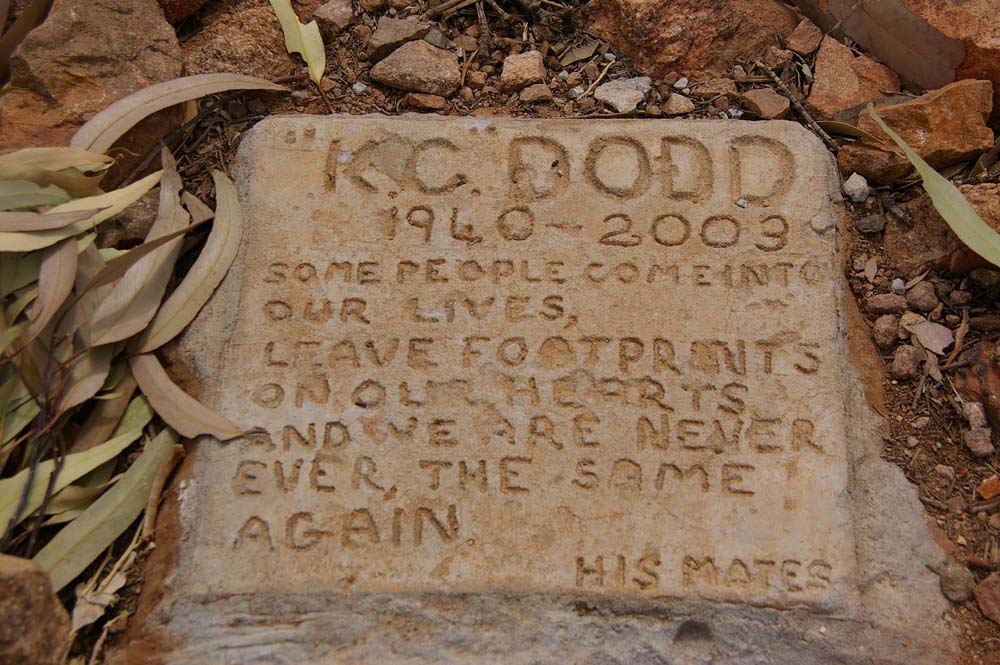 "K.C." DODD
1940 - 2003
SOME PEOPLE COME INTO
OUR LIVES,
LEAVE FOOTPRINTS
ON OUR HEARTS
AND WE ARE NEVER
EVER, THE SAME
AGAIN.
HIS MATES